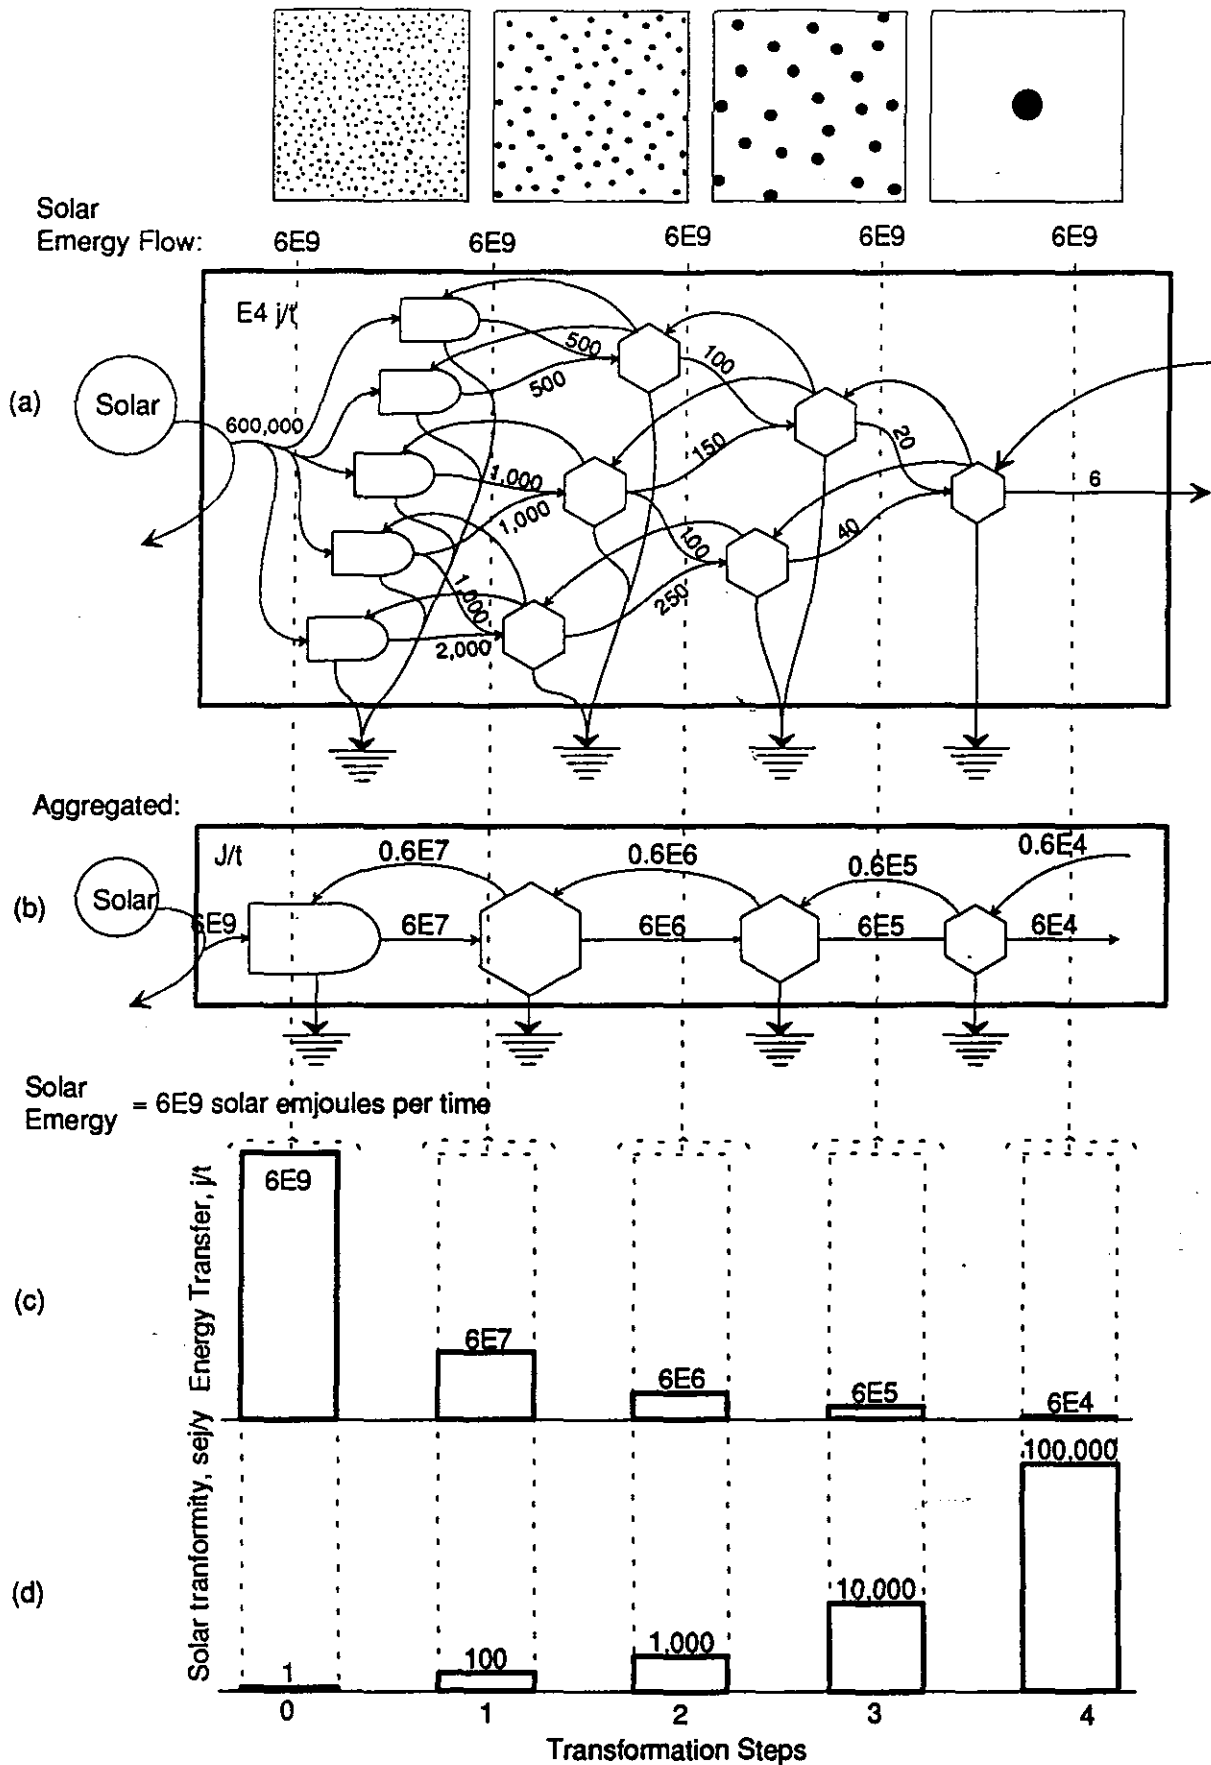 Solar
Emergy Flow:
6E9 6E9 6E9 6E9 6E9
E4 j/t
(a)
Solar
600,000
500
500
1,000
1,000
1,000
2,000
100
150
100
250
20
40
6
Aggregated:
J/t
(b)
Solar
6E9
0.6E7
0.6E6
0.6E5
0.6E4
6E7
6E6
6E5
6E4
Solar
Emergy = 6E9 solar emjoules per time
(c)
Energy Transfer, j/t
6E9
6E7
6E6
6E5
6E4
(d)
Solar tranformity, sej/y
1
100
1,000
10,000
100,000
0 1 2 3 4
Transformation Steps